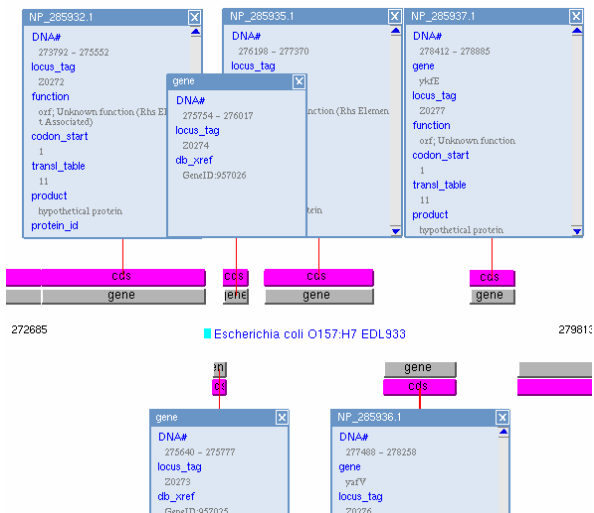 NP_285932.1
DNA#
273792 - 275552
locus_tag
Z0272
function
orf; Unknown function (Rhs El
t Associated)
codon_start
1
transl_table
11
product
hypothetical protein
protein_id
NP_285935.1
DNA#
276198 - 277370
locus_tag
nction (Rhs Elemen
gene
DNA#
275754 - 276017
locus_tag
Z0274
db_xref
GeneID:957026
NP_285937.1
DNA#
278412 - 278885
gene
ykfE
locus_tag
Z0277
function
orf; Unknown function
codon_start
1
transl_table
11
product
hypothetical protein
cds
cds
cds
cds
gene
gene
gene
gene
272685
Escherichia coli O157:H7 EDL933
279813
gene
cds
gene
DNA#
275640 - 275777
locus_tag
Z0273
db_xref
GeneID:957025
NP_285936.1
DNA#
277488 - 278258
gene
yafV
locus_tag
Z0276